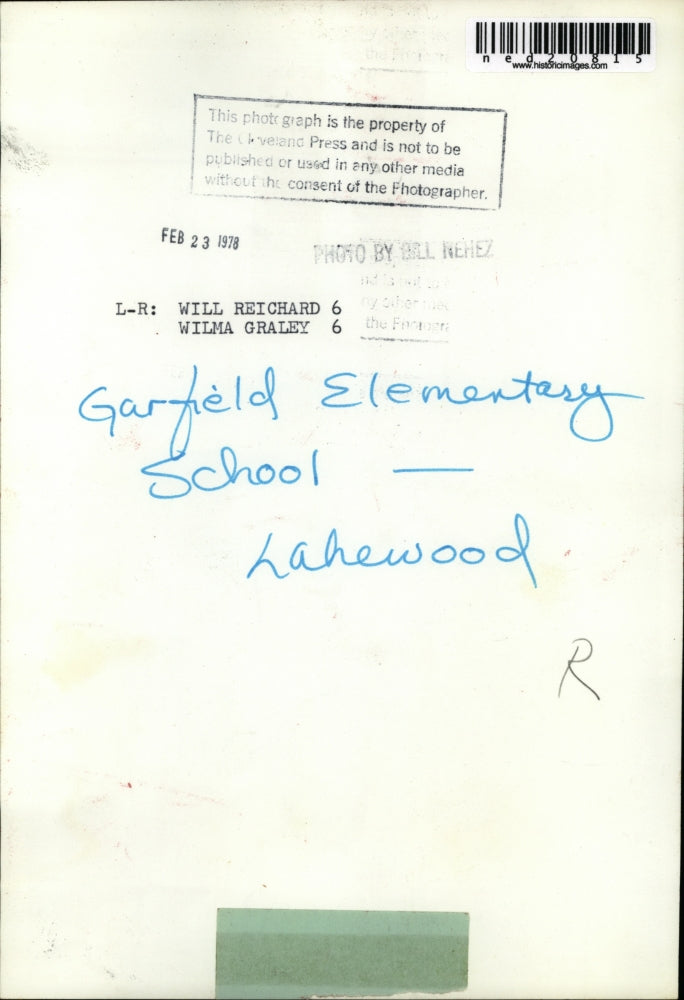 ned20815
www.historicimages.com
This photograph is the property of
The Cleveland Press and is not to be
published or used in any other media
without the consent of the Photographer.
FEB 23 1978
PHOTO BY BILL NEHEZ
L-R: WILL REICHARD 6
WILMA GRALEY 6
the Photogra
Garfield Elementary
School —
Lakewood
R